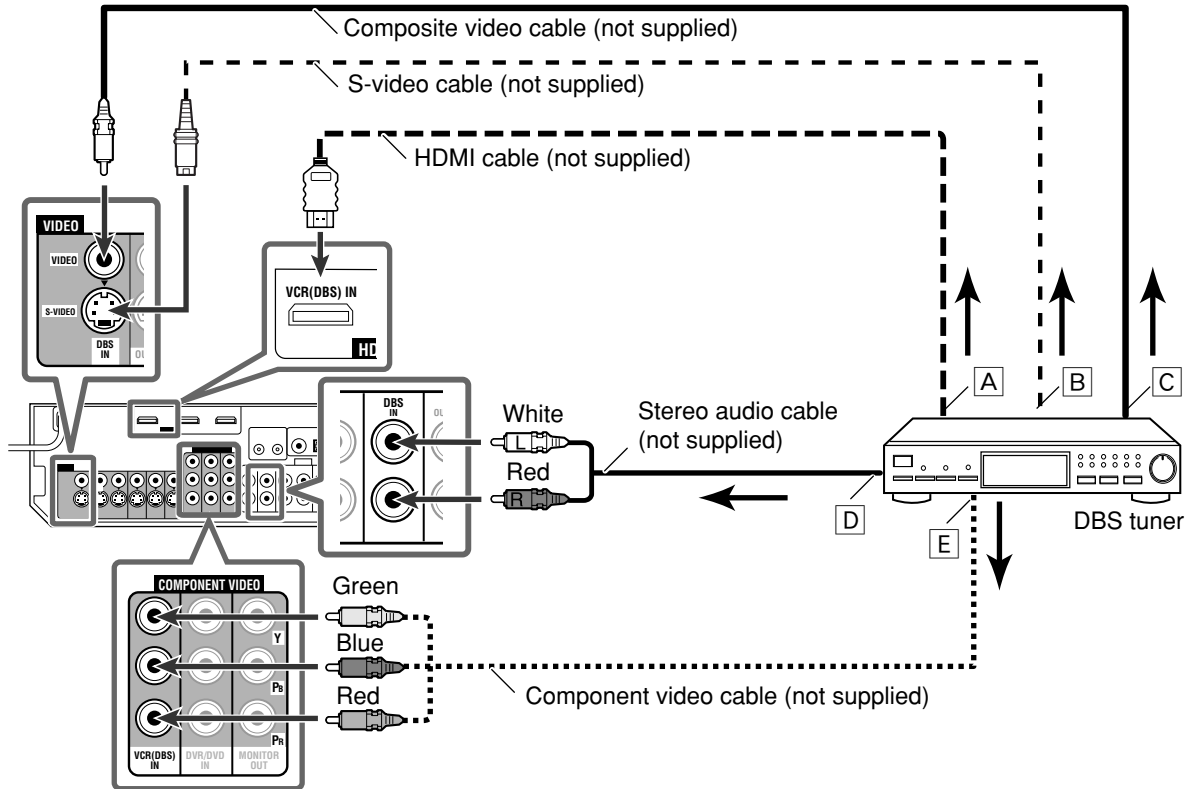 Composite video cable (not supplied)
S-video cable (not supplied)
HDMI cable (not supplied)
VIDEO
VIDEO
S-VIDEO
DBS
IN
OU
VCR(DBS) IN
HD
A
B
C
DBS
IN
OU
White
L
Red
R
Stereo audio cable
(not supplied)
D
E
DBS tuner
COMPONENT VIDEO
Green
Y
Blue
PB
Red
PR
VCR(DBS)
IN
DVR/DVD
IN
MONITOR
OUT
Component video cable (not supplied)